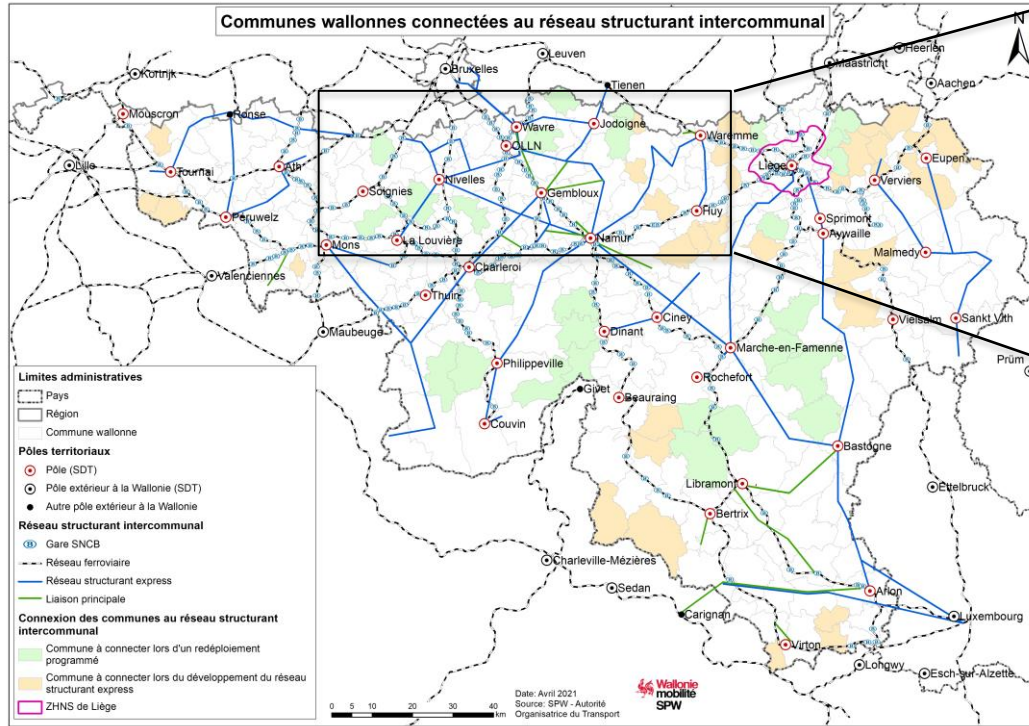 Communes wallonnes connectées au réseau structurant intercommunal
N
Heerlen
Maastricht
Aachen
Leuven
Bruxelles
Kortrijk
Tienen
Mouscron
Ronse
Wavre
Jodoigne
Waremme
OLLN
Lille
Tournai
Ath
Liège
Eupen
Soignies
Nivelles
Gembloux
Verviers
Huy
Peruwelz
Sprimont
Aywaille
Mons
La Louvière
Namur
Malmedy
Charleroi
Valenciennes
Thuin
Ciney
Vielsalm
Sankt Vith
Maubeuge
Dinant
Marche-en-Famenne
Prüm
Philippeville
Rochefort
Givet
Beauraing
Couvin
Bastogne
Libramont
Ettelbruck
Bertrix
Charleville-Mézières
Sedan
Arlon
Carignan
Luxembourg
Virton
Longwy
Esch-sur-Alzette
Limites administratives
Pays
Région
Commune wallonne
Pôles territoriaux
Pôle (SDT)
Pôle extérieur à la Wallonie (SDT)
Autre pôle extérieur à la Wallonie
Réseau structurant intercommunal
B Gare SNCB
Réseau ferroviaire
Réseau structurant express
Liaison principale
Connexion des communes au réseau structurant
intercommunal
Commune à connecter lors d'un redéploiement
programmé
Commune à connecter lors du développement du réseau
structurant express
ZHNS de Liège
0 5 10 20 30 40
km
Date: Avril 2021
Source: SPW - Autorité
Organisatrice du Transport
Wallonie
mobilité
SPW